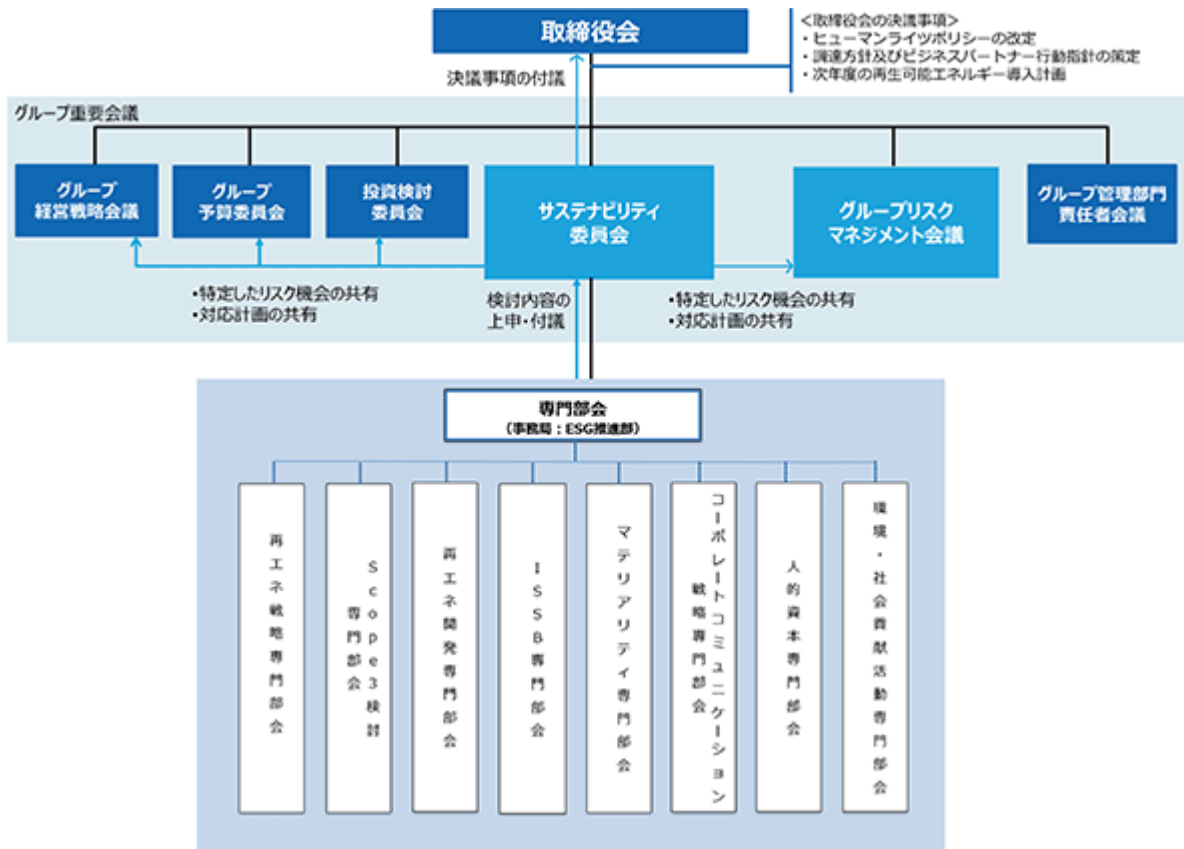 取締役会
<取締役会の決議事項>
・ヒューマンライツポリシーの改定
・調達方針及びビジネスパートナー行動指針の策定
・次年度の再生可能エネルギー導入計画
決議事項の付議
グループ重要会議
グループ
経営戦略会議
グループ
予算委員会
投資検討
委員会
サステナビリティ
委員会
グループリスク
マネジメント会議
グループ管理部門
責任者会議
・特定したリスク機会の共有
・対応計画の共有
検討内容の
上申・付議
・特定したリスク機会の共有
・対応計画の共有
専門部会
(事務局:ESG推進部)
再エネ戦略専門部会
Scope3検討
専門部会
再エネ開発専門部会
ISSB専門部会
マテリアリティ専門部会
コーポレートコミュニケーション
戦略専門部会
人的資本専門部会
環境・社会貢献活動専門部会